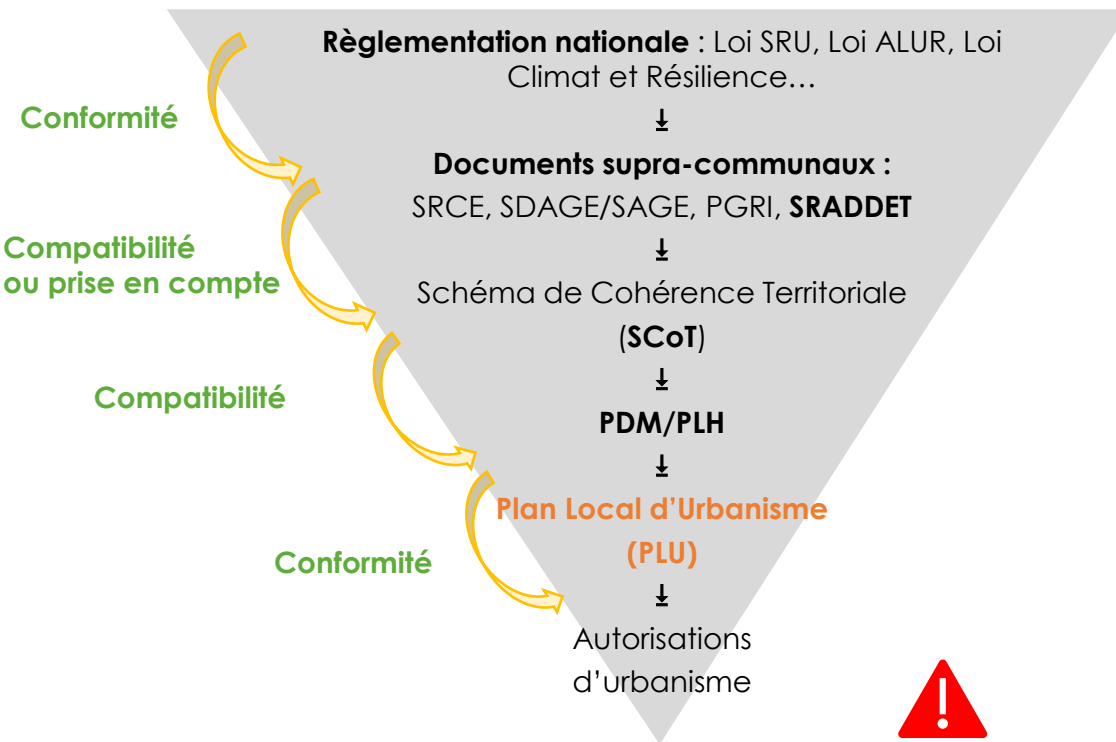 Règlementation nationale : Loi SRU, Loi ALUR, Loi
Climat et Résilience…
Conformité
Documents supra-communaux :
SRCE, SDAGE/SAGE, PGRI, SRADDET
Compatibilité
ou prise en compte
Schéma de Cohérence Territoriale
(SCoT)
Compatibilité
PDM/PLH
Plan Local d’Urbanisme
(PLU)
Conformité
Autorisations
d’urbanisme